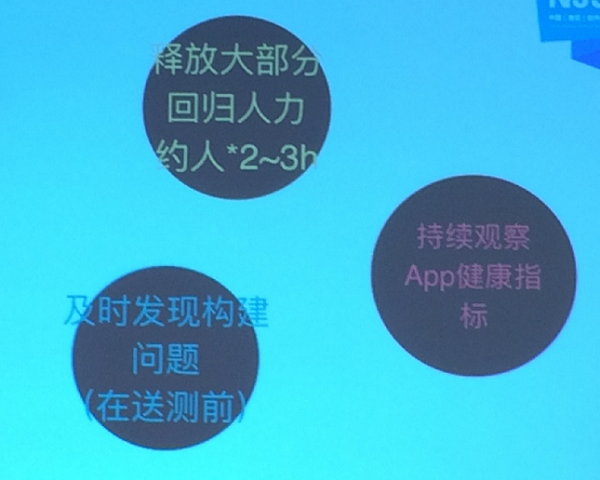 释放大部分
回归人力
约人*2~3h
持续观察
App健康指
标
及时发现构建
问题
(在送测前)